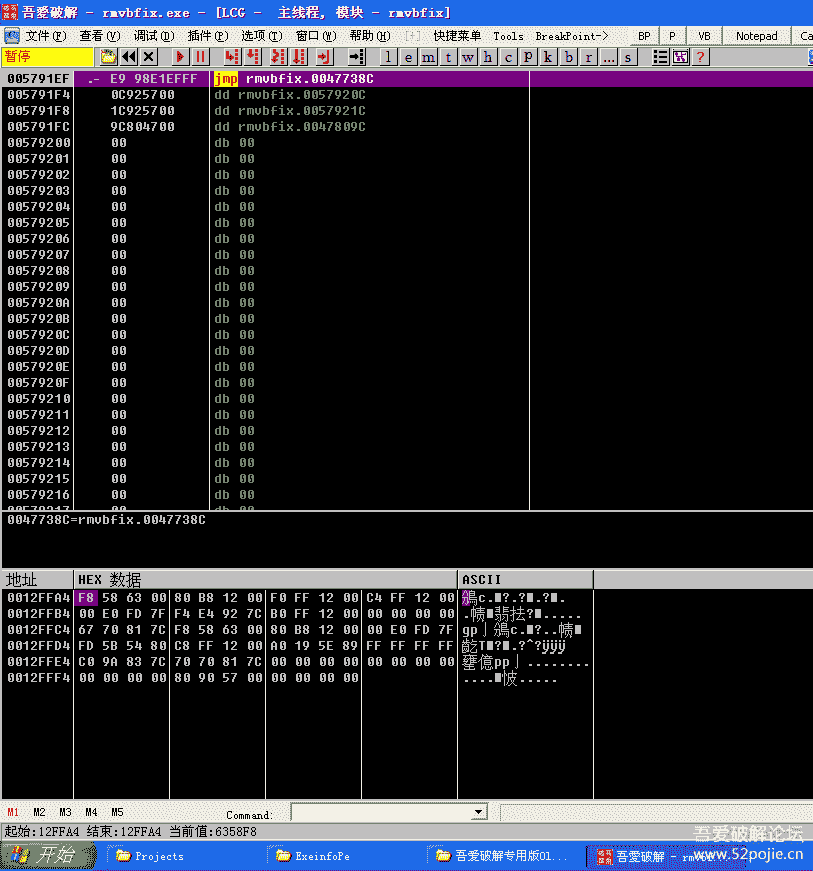 吾爱破解 - rmvbfix.exe - [LCG - 主线程, 模块 - rmvbfix]
文件(F) 查看(V) 调试(D) 插件(P) 选项(T) 窗口(W) 帮助(H) [+] 快捷菜单 Tools BreakPoint-> BP P VB Notepad Ca
暂停 l e m t w h c P k b r ... s ?
005791EF .- E9 98E1EFFF jmp rmvbfix.0047738C
005791F4 0C925700 dd rmvbfix.0057920C
005791F8 1C925700 dd rmvbfix.0057921C
005791FC 9C804700 dd rmvbfix.0047809C
00579200 00 db 00
00579201 00 db 00
00579202 00 db 00
00579203 00 db 00
00579204 00 db 00
00579205 00 db 00
00579206 00 db 00
00579207 00 db 00
00579208 00 db 00
00579209 00 db 00
0057920A 00 db 00
0057920B 00 db 00
0057920C 00 db 00
0057920D 00 db 00
0057920E 00 db 00
0057920F 00 db 00
00579210 00 db 00
00579211 00 db 00
00579212 00 db 00
00579213 00 db 00
00579214 00 db 00
00579215 00 db 00
00579216 00 db 00
00579217 00 db 00
0047738C=rmvbfix.0047738C
地址 HEX 数据 ASCII
0012FFA4 F8 58 63 00 80 B8 12 00 F0 FF 12 00 C4 FF 12 00
0012FFB4 00 E0 FD 7F F4 E4 92 7C B0 FF 12 00 00 00 00 00
0012FFC4 67 70 81 7C F8 58 63 00 80 B8 12 00 00 E0 FD 7F
0012FFD4 FD 5B 54 80 C8 FF 12 00 A0 19 5E 89 FF FF FF FF
0012FFE4 C0 9A 83 7C 70 70 81 7C 00 00 00 00 00 00 00 00
0012FFF4 00 00 00 00 80 90 57 00 00 00 00 00
M1 M2 M3 M4 M5 Command:
起始:12FFA4 结束:12FFA4 当前值:6358F8
吾爱破解论坛
开始 Projects ExeinfoPe 吾爱破解专用版Ol... 吾爱破解 -
www.52pojie.cn